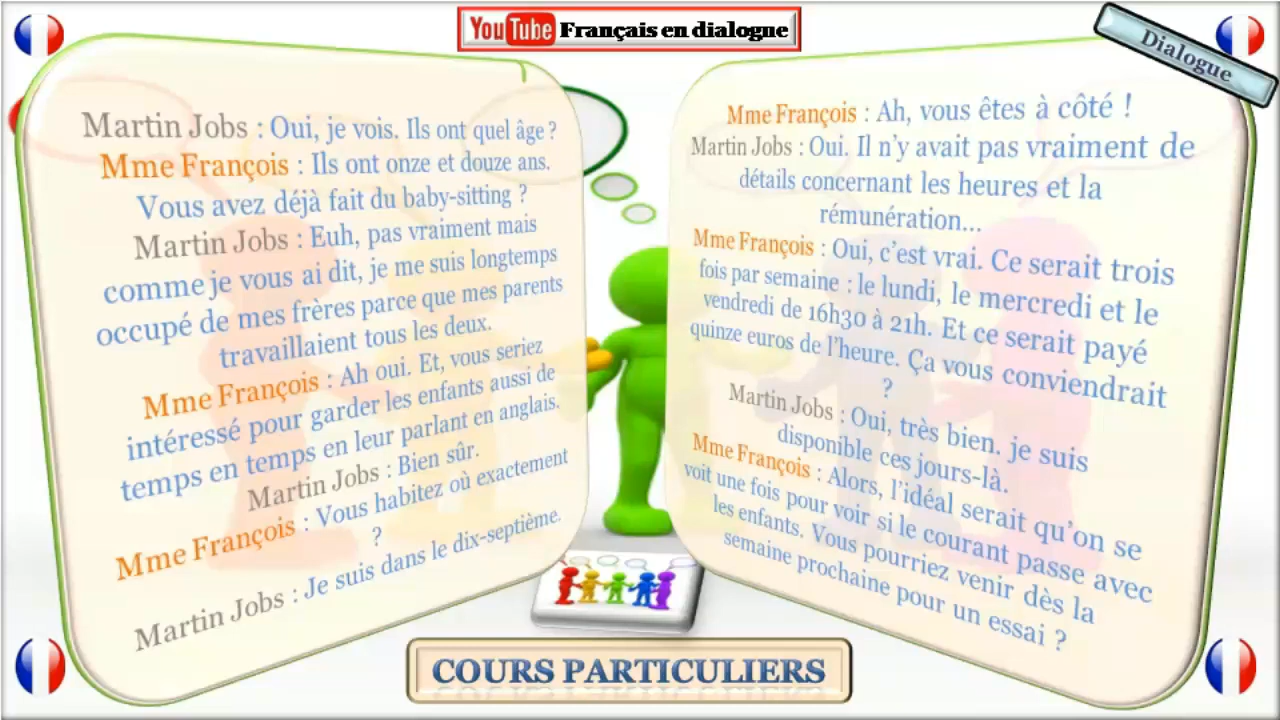 YouTube Français en dialogue
Dialogue
Martin Jobs : Oui, je vois. Ils ont quel âge ?
Mme François : Ils ont onze et douze ans.
Vous avez déjà fait du baby-sitting ?
Martin Jobs : Euh, pas vraiment mais
comme je vous ai dit, je me suis longtemps
occupé de mes frères parce que mes parents
travaillaient tous les deux.
Mme François : Ah oui. Et, vous seriez
intéressé pour garder les enfants aussi de
temps en temps en leur parlant en anglais.
Martin Jobs : Bien sûr.
Mme François : Vous habitez où exactement
?
Martin Jobs : Je suis dans le dix-septième.
Mme François : Ah, vous êtes à côté !
Martin Jobs : Oui. Il n’y avait pas vraiment de
détails concernant les heures et la
rémunération...
Mme François : Oui, c’est vrai. Ce serait trois
fois par semaine : le lundi, le mercredi et le
vendredi de 16h30 à 21h. Et ce serait payé
quinze euros de l’heure. Ça vous conviendrait
?
Martin Jobs : Oui, très bien. je suis
disponible ces jours-là.
Mme François : Alors, l’idéal serait qu’on se
voit une fois pour voir si le courant passe avec
les enfants. Vous pourriez venir dès la
semaine prochaine pour un essai ?
COURS PARTICULIERS